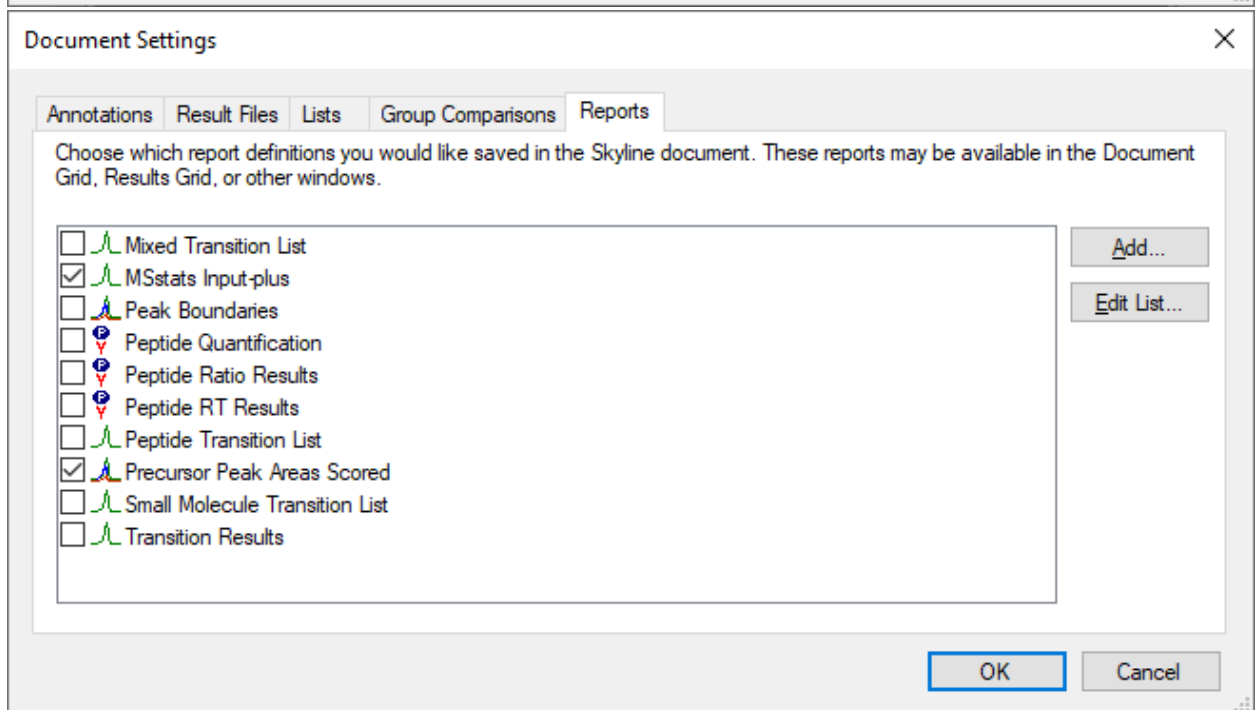 Document Settings
Annotations Result Files Lists Group Comparisons Reports
Choose which report definitions you would like saved in the Skyline document. These reports may be available in the Document
Grid, Results Grid, or other windows.
Mixed Transition List
MSstats Input-plus
Peak Boundaries
Peptide Quantification
Peptide Ratio Results
Peptide RT Results
Peptide Transition List
Precursor Peak Areas Scored
Small Molecule Transition List
Transition Results
Add...
Edit List...
OK Cancel